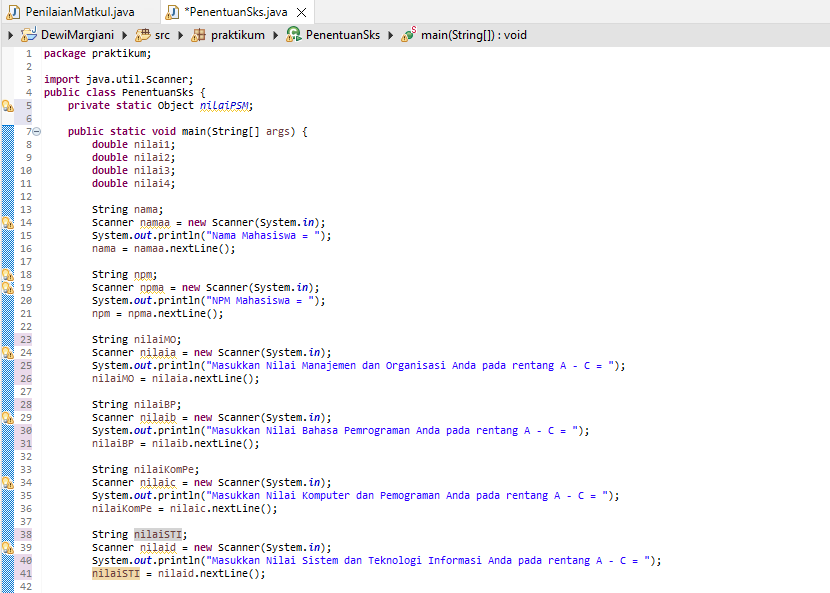 PenilaianMatkul.java *PenentuanSks.java
DewiMargiani src praktikum PenentuanSks main(String[]) : void
1 package praktikum;
2
3 import java.util.Scanner;
4 public class PenentuanSks {
5 private static Object nilaiPSM;
6
7 public static void main(String[] args) {
8 double nilai1;
9 double nilai2;
10 double nilai3;
11 double nilai4;
12
13 String nama;
14 Scanner namaa = new Scanner(System.in);
15 System.out.println("Nama Mahasiswa = ");
16 nama = namaa.nextLine();
17
18 String npm;
19 Scanner npma = new Scanner(System.in);
20 System.out.println("NPM Mahasiswa = ");
21 npm = npma.nextLine();
22
23 String nilaiMO;
24 Scanner nilaia = new Scanner(System.in);
25 System.out.println("Masukkan Nilai Manajemen dan Organisasi Anda pada rentang A - C = ");
26 nilaiMO = nilaia.nextLine();
27
28 String nilaiBP;
29 Scanner nilaib = new Scanner(System.in);
30 System.out.println("Masukkan Nilai Bahasa Pemrograman Anda pada rentang A - C = ");
31 nilaiBP = nilaib.nextLine();
32
33 String nilaiKomPe;
34 Scanner nilaic = new Scanner(System.in);
35 System.out.println("Masukkan Nilai Komputer dan Pemograman Anda pada rentang A - C = ");
36 nilaiKomPe = nilaic.nextLine();
37
38 String nilaiSTI;
39 Scanner nilaid = new Scanner(System.in);
40 System.out.println("Masukkan Nilai Sistem dan Teknologi Informasi Anda pada rentang A - C = ");
41 nilaiSTI = nilaid.nextLine();
42